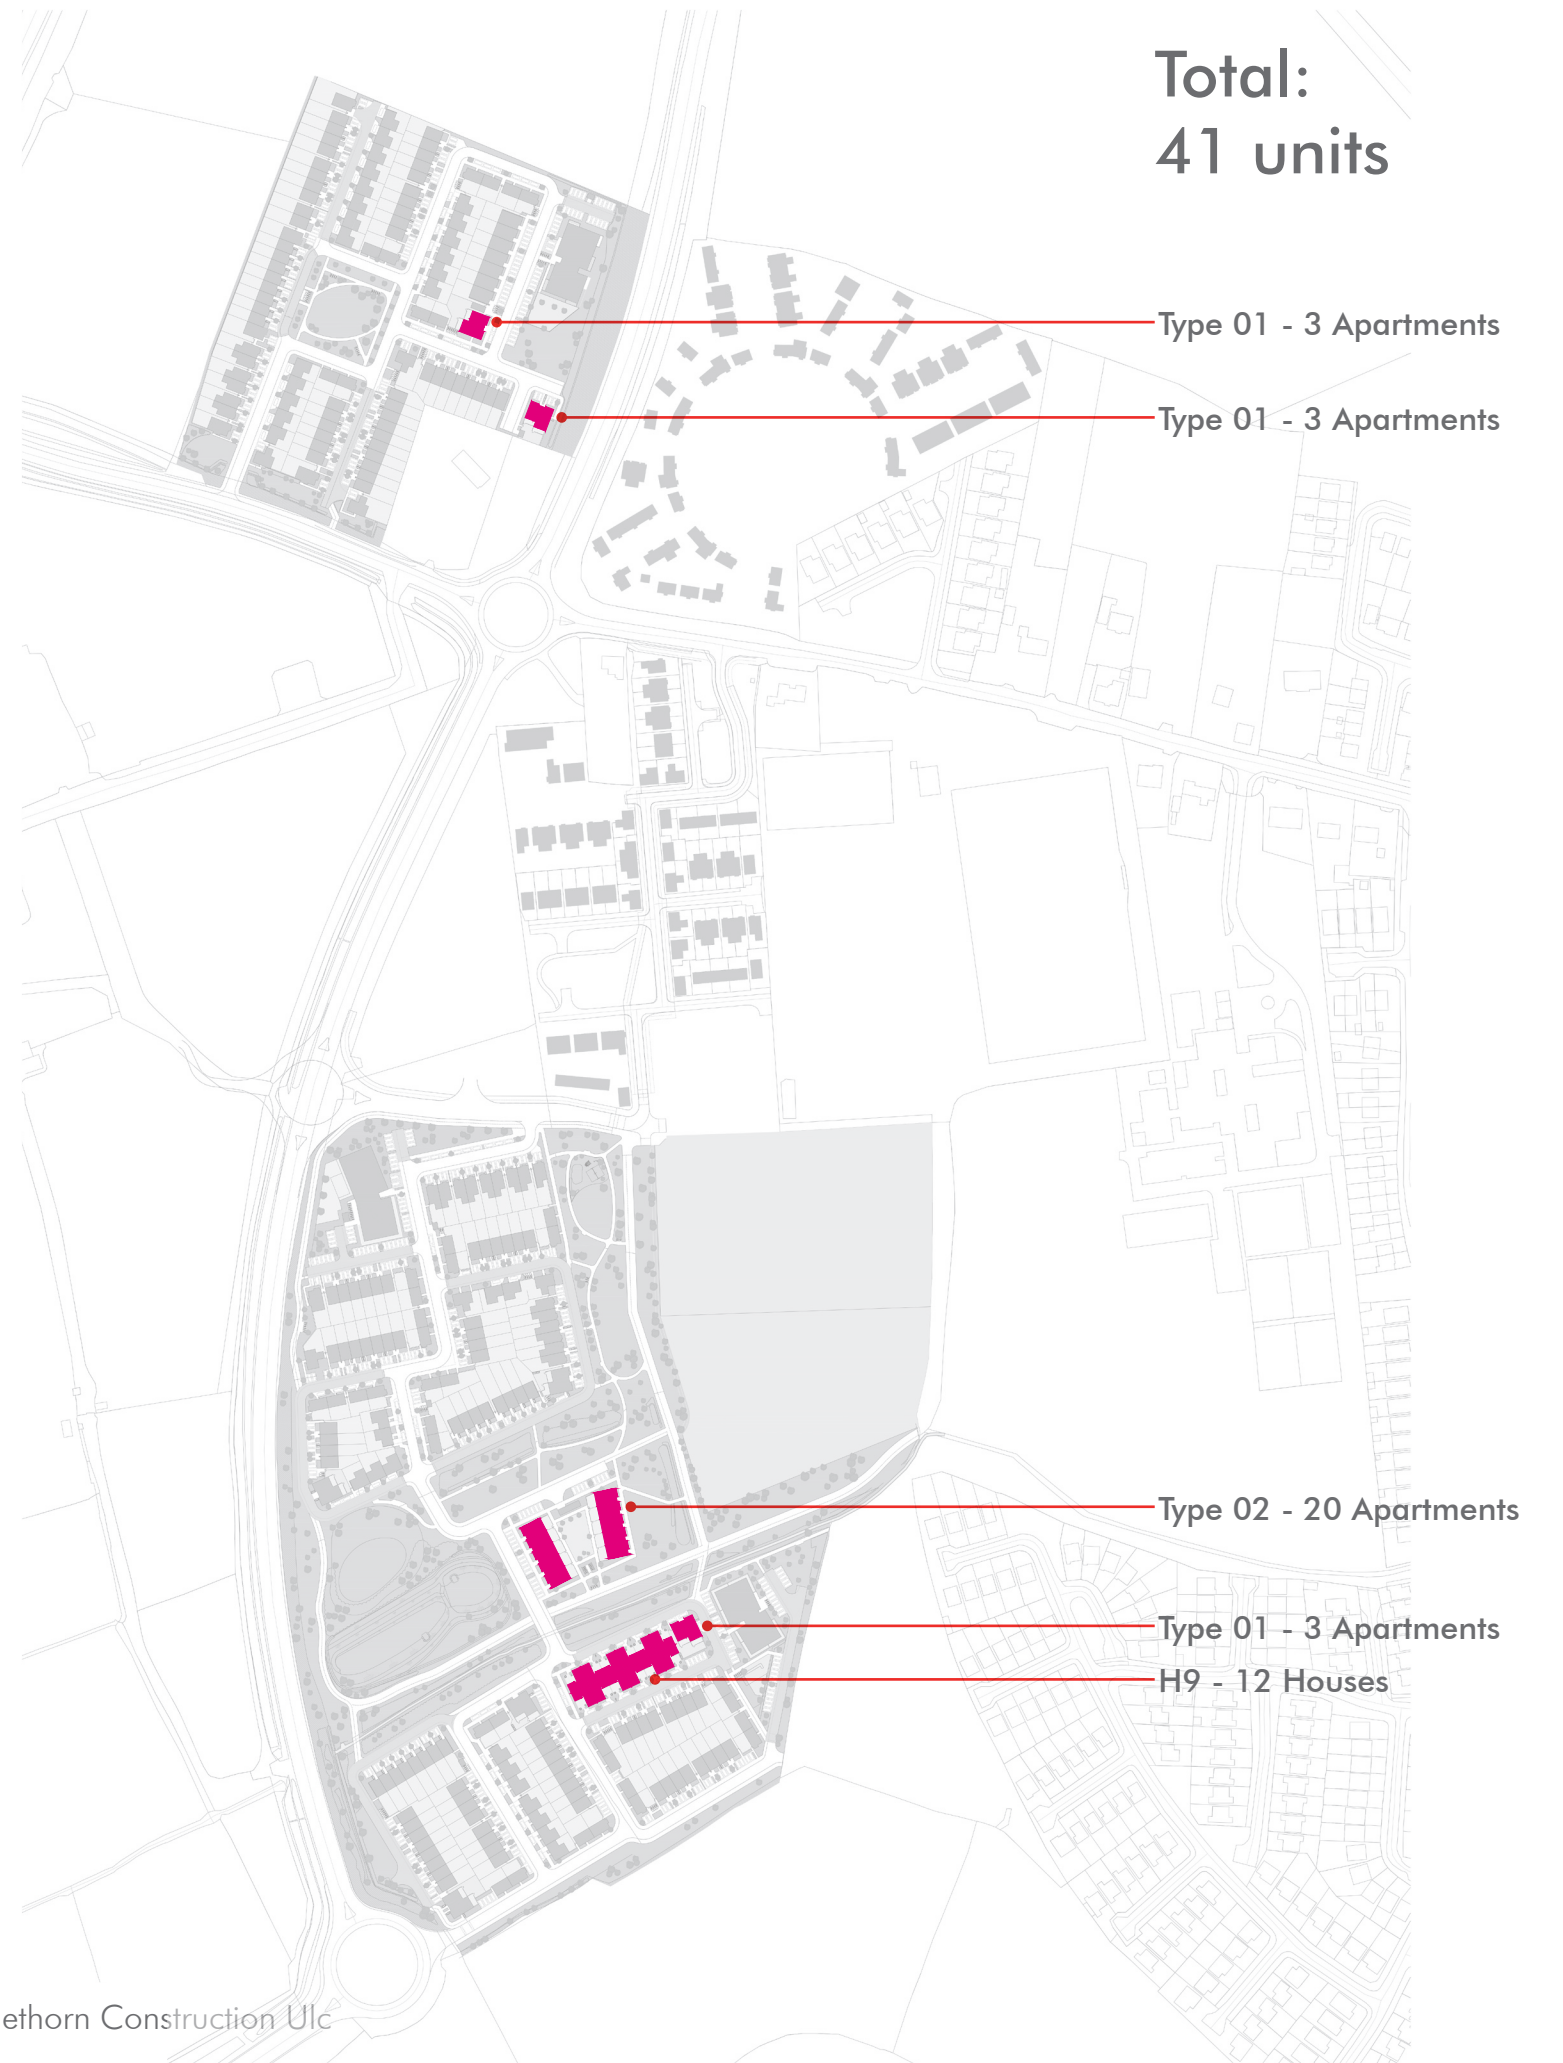 Total:
41 units
Type 01 - 3 Apartments
Type 01 - 3 Apartments
Type 02 - 20 Apartments
Type 01 - 3 Apartments
H9 - 12 Houses
ethorn Construction Ulc